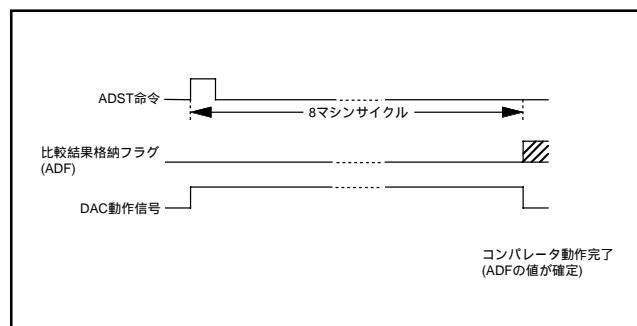 ADST命令
8マシンサイクル
比較結果格納フラグ
(ADF)
DAC動作信号
コンパレータ動作完了
(ADFの値が確定)